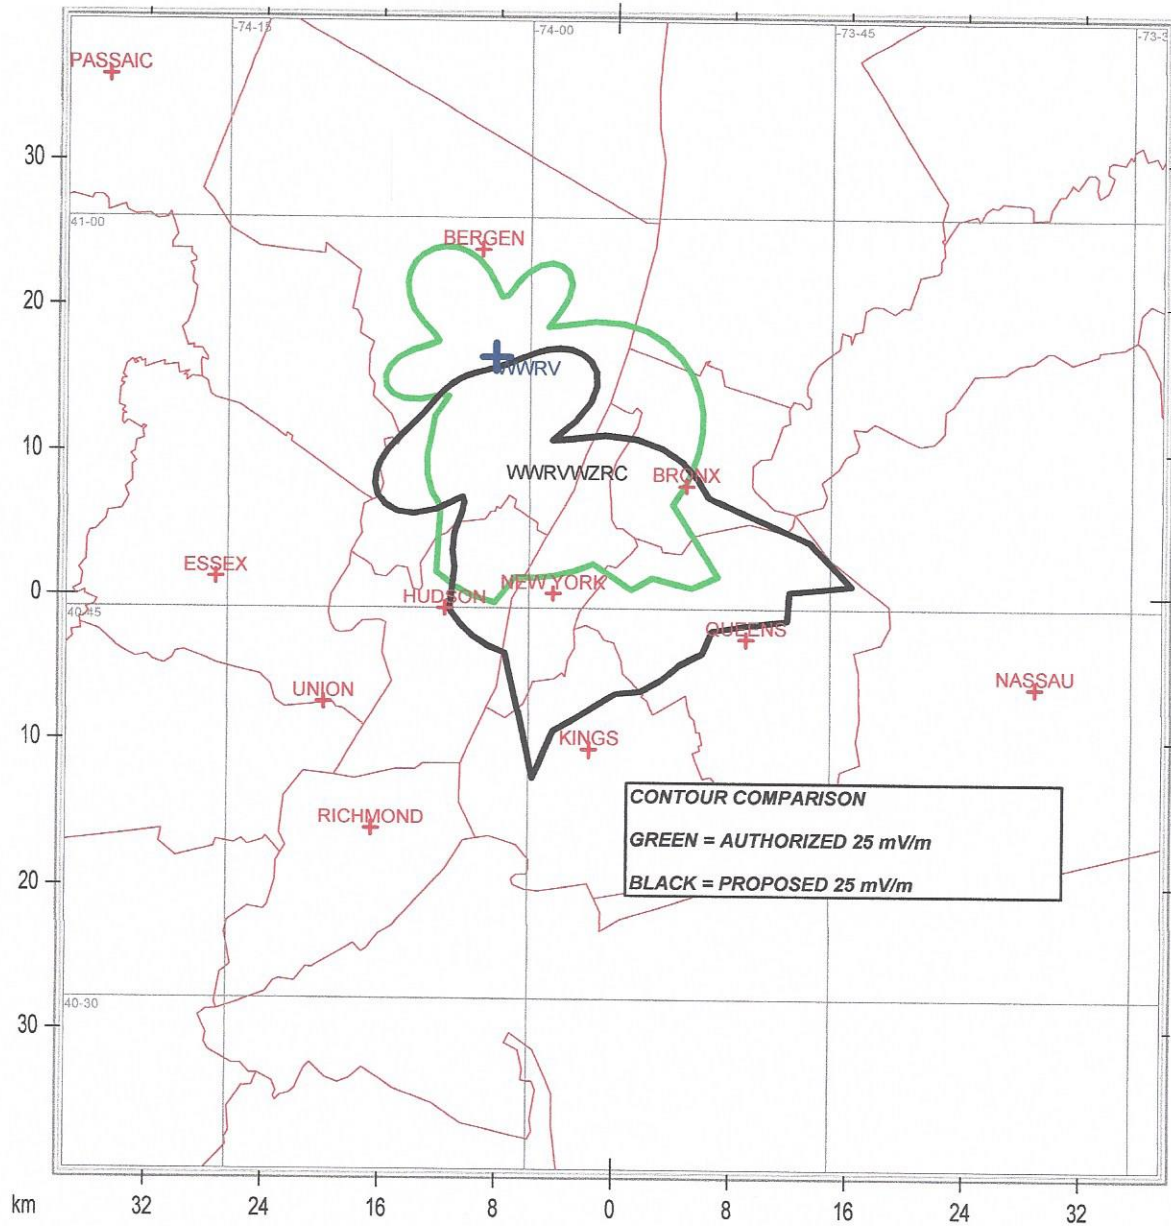 -74-15
-74-00
-73-45
-73-3
PASSAIC
30
41-00
BERGEN
20
WWRV
10
WWRVWZRC
BRONX
ESSEX
NEW YORK
0
HUDSON
40-45
QUEENS
UNION
NASSAU
10
KINGS
CONTOUR COMPARISON
RICHMOND
GREEN = AUTHORIZED 25 mV/m
20
BLACK = PROPOSED 25 mV/m
40-30
30
km 32 24 16 8 0 8 16 24 32